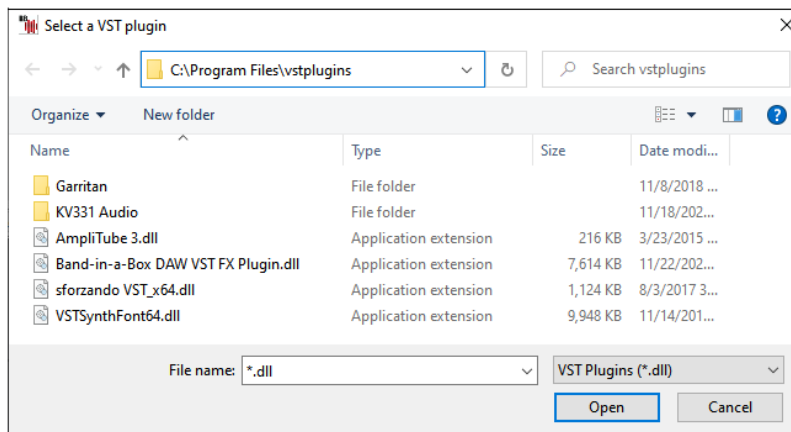 Select a VST plugin
C:\Program Files\vstplugins
Search vstplugins
Organize
New folder
?
Name Type Size Date modi...
Garritan File folder 11/8/2018 ...
KV331 Audio File folder 11/18/202...
AmpliTube 3.dll Application extension 216 KB 3/23/2015 ...
Band-in-a-Box DAW VST FX Plugin.dll Application extension 7,614 KB 11/22/202...
sforzando VST_x64.dll Application extension 1,124 KB 8/3/2017 3...
VSTSynthFont64.dll Application extension 9,948 KB 11/14/201...
File name: *.dll VST Plugins (*.dll)
Open Cancel